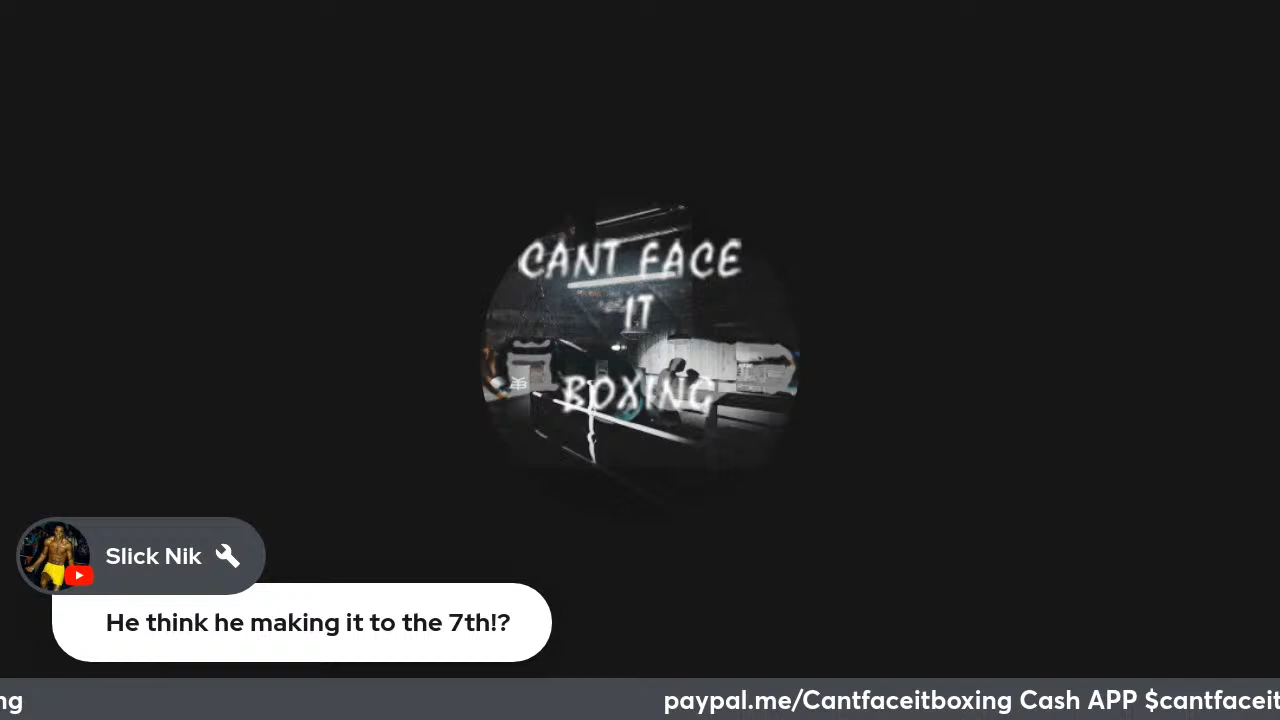 CANT FACE
IT
BOXING
Slick Nik
He think he making it to the 7th!?
ng
paypal.me/Cantfaceitboxing Cash APP $cantfaceit